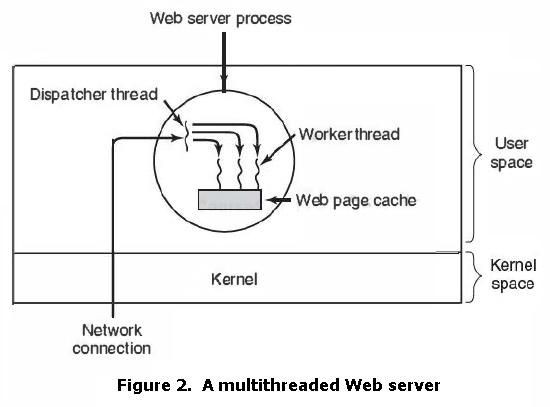 Web server process
Dispatcher thread
Worker thread
User
space
Web page cache
Kernel
Kernel
space
Network
connection
Figure 2. A multithreaded Web server